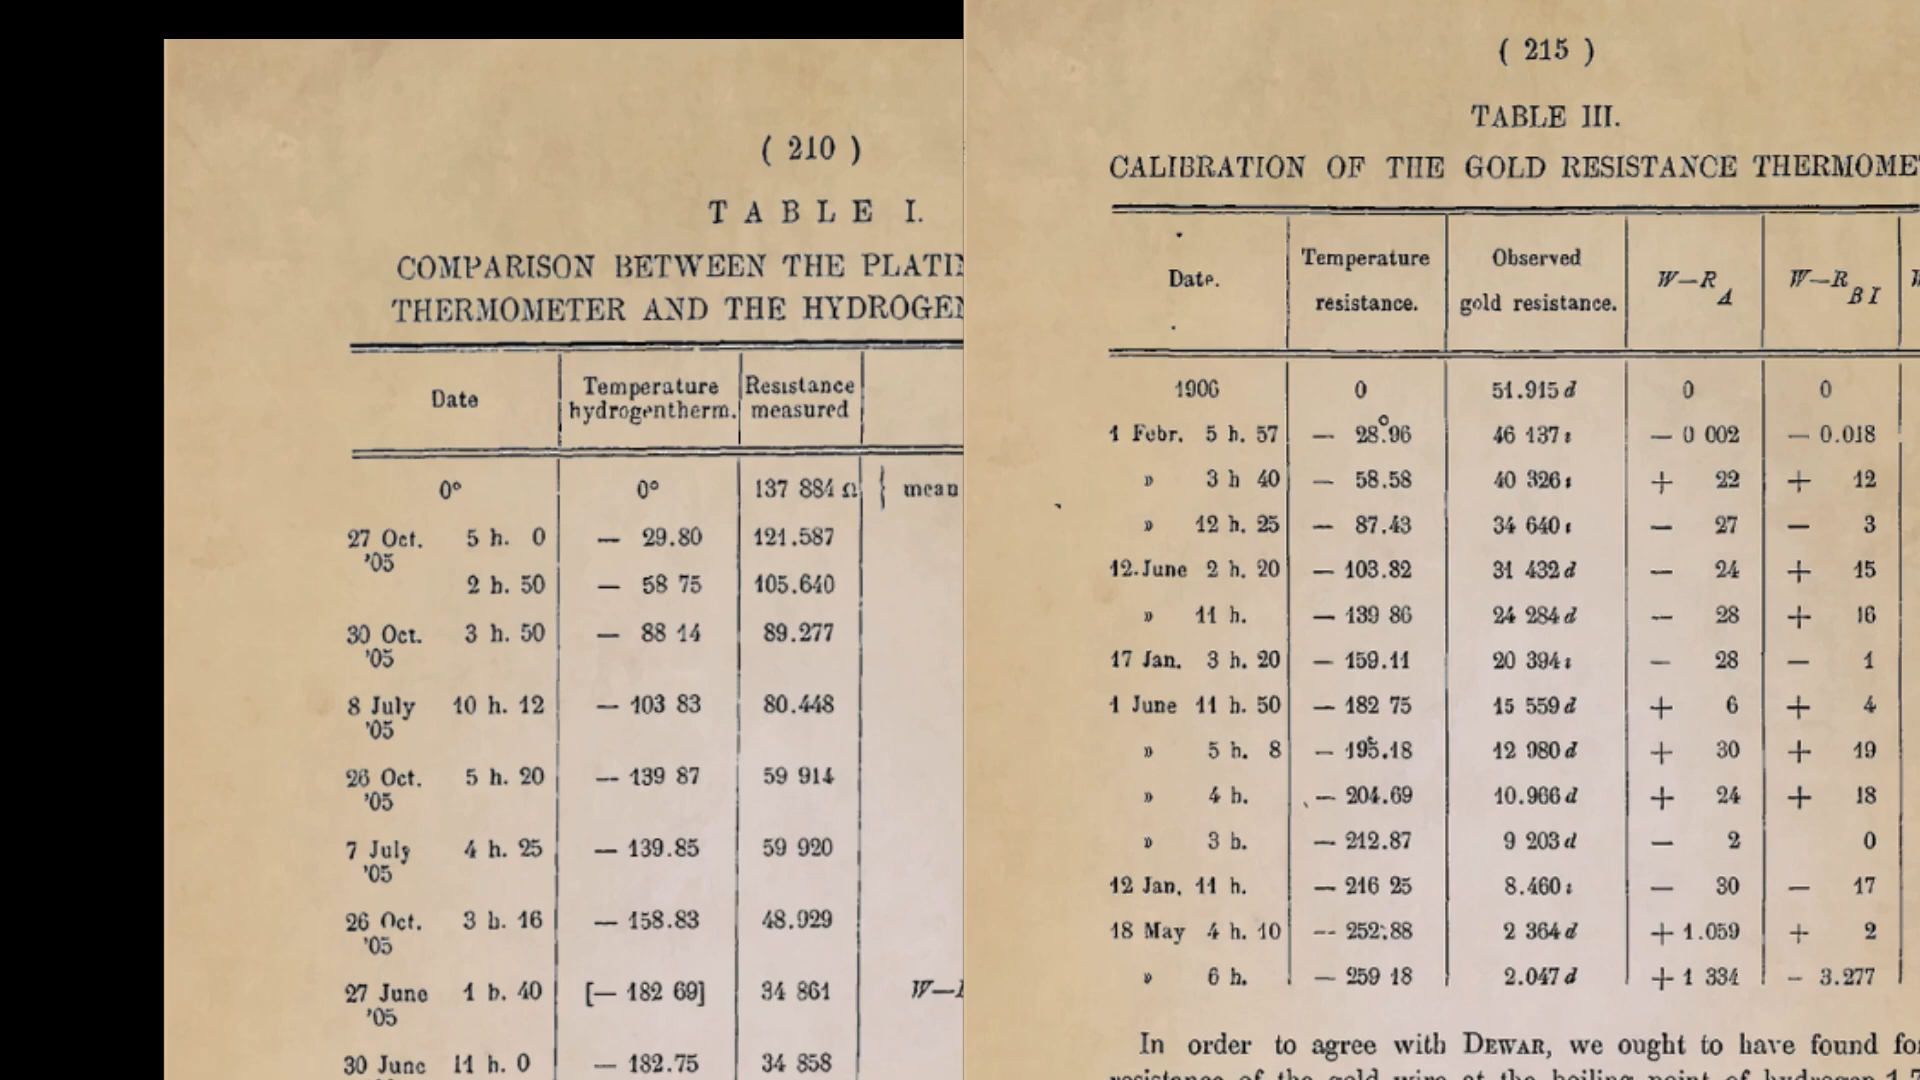 ( 210 )
TABLE I.
COMPARISON BETWEEN THE
THERMOMETER AND THE
Date Temperature hydrogentherm. Resistance measured
0° 0° 137 884 Ω } mean
27 Oct. '05 5 h. 0 — 29.80 121.587
2 h. 50 — 58 75 105.640
30 Oct. '05 3 h. 50 — 88 14 89.277
8 July '05 10 h. 12 — 103 83 80.448
26 Oct. '05 5 h. 20 — 139 87 59 914
7 July '05 4 h. 25 — 139.85 59 920
26 Oct. '05 3 h. 16 — 158.83 48.929
27 June '05 1 h. 40 [— 182 69] 34 861 W—
30 June 11 h. 0 — 182.75 34 858
( 215 )
TABLE III.
CALIBRATION OF THE GOLD RESISTANCE
Date. Temperature resistance. Observed gold resistance. W—R A W—R B I
1906 0 51.915 d 0 0
1 Febr. 5 h. 57 — 28°.96 46 137 t — 0 002 — 0.018
» 3 h 40 — 58.58 40 326 t + 22 + 12
» 12 h. 25 — 87.43 34 640 t — 27 — 3
12. June 2 h. 20 — 103.82 31 432 d — 24 + 15
» 11 h. — 139 86 24 284 d — 28 + 16
17 Jan. 3 h. 20 — 159.11 20 394 t — 28 — 1
1 June 11 h. 50 — 182 75 15 559 d + 6 + 4
» 5 h. 8 — 195.18 12 980 d + 30 + 19
» 4 h. — 204.69 10.966 d + 24 + 18
» 3 h. — 212.87 9 203 d — 2 0
12 Jan. 11 h. — 216 25 8.460 t — 30 — 17
18 May 4 h. 10 — 252.88 2 364 d + 1.059 + 2
» 6 h. — 259 18 2.047 d + 1 334 — 3.277
In order to agree with DEWAR, we ought to have found